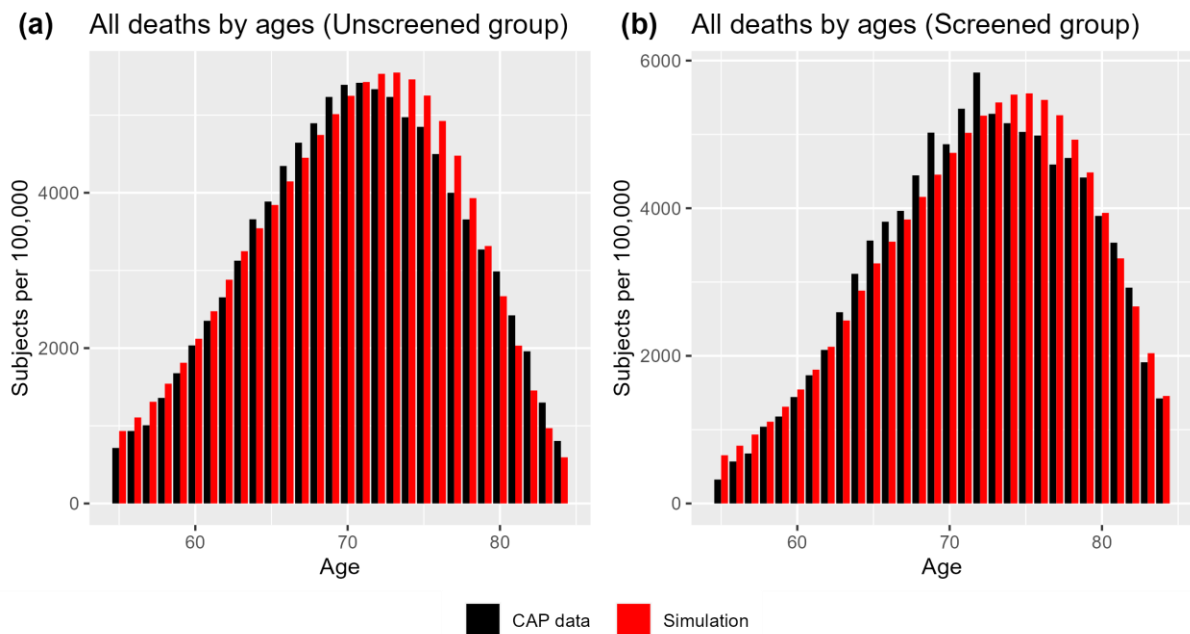 (a) All deaths by ages (Unscreened group)
Subjects per 100,000
4000
2000
0
60 70 80
Age
(b) All deaths by ages (Screened group)
Subjects per 100,000
6000
4000
2000
0
60 70 80
Age
CAP data Simulation